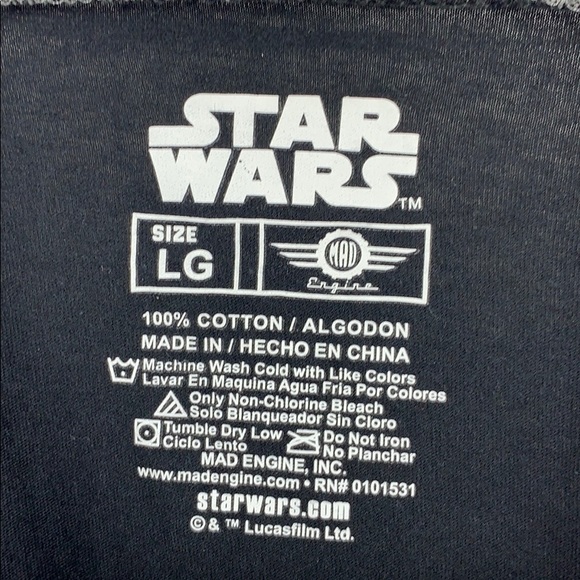 STAR
WARS™
SIZE
LG
MAD
Engine
100% COTTON / ALGODON
MADE IN / HECHO EN CHINA
Machine Wash Cold with Like Colors
Lavar En Maquina Agua Fria Por Colores
Only Non-Chlorine Bleach
Solo Blanqueador Sin Cloro
Tumble Dry Low Do Not Iron
Ciclo Lento No Planchar
MAD ENGINE, INC.
www.madengine.com • RN# 0101531
starwars.com
© & ™ Lucasfilm Ltd.